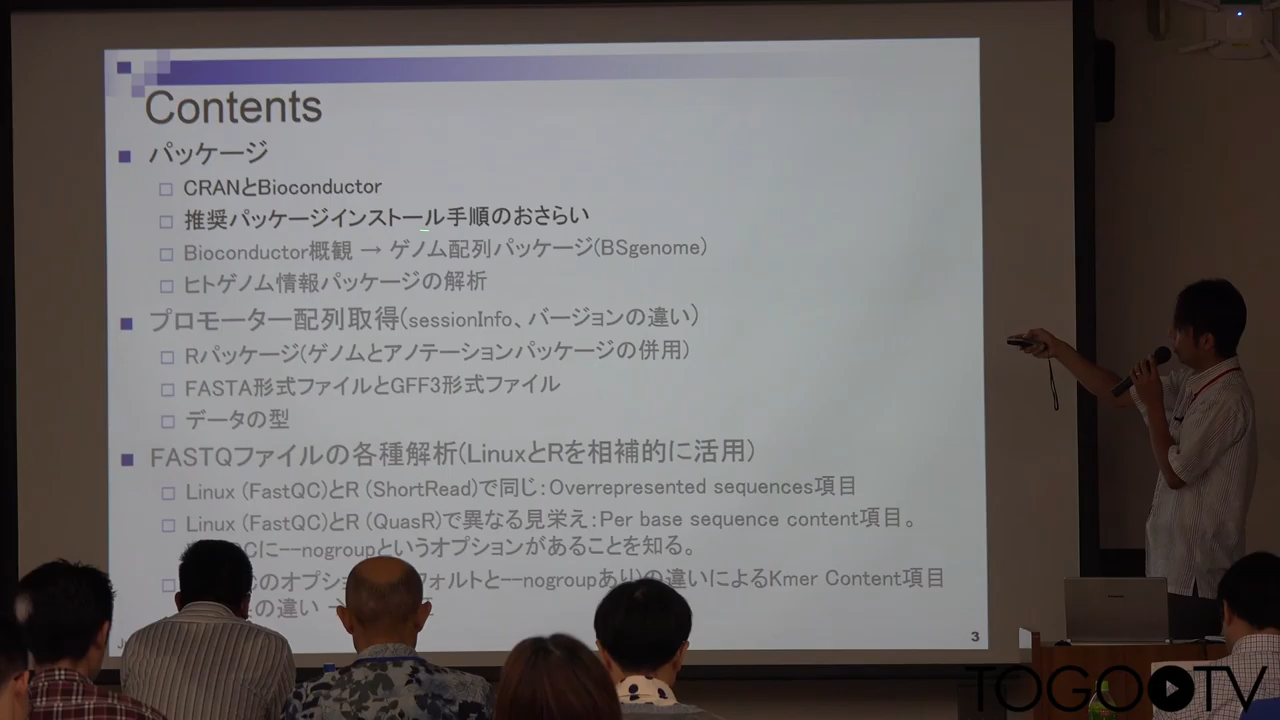 Contents
パッケージ
CRANとBioconductor
推奨パッケージインストール手順のおさらい
Bioconductor概観 → ゲノム配列パッケージ(BSgenome)
ヒトゲノム情報パッケージの解析
プロモーター配列取得(sessionInfo、バージョンの違い)
Rパッケージ(ゲノムとアノテーションパッケージの併用)
FASTA形式ファイルとGFF3形式ファイル
データの型
FASTQファイルの各種解析(LinuxとRを相補的に活用)
Linux (FastQC)とR (ShortRead)で同じ：Overrepresented sequences項目
Linux (FastQC)とR (QuasR)で異なる見栄え：Per base sequence content項目。
QCに--nogroupというオプションがあることを知る。
のオプショ フォルトと--nogroupあり)の違いによるKmer Content項目
の違い →
3
TOGO TV